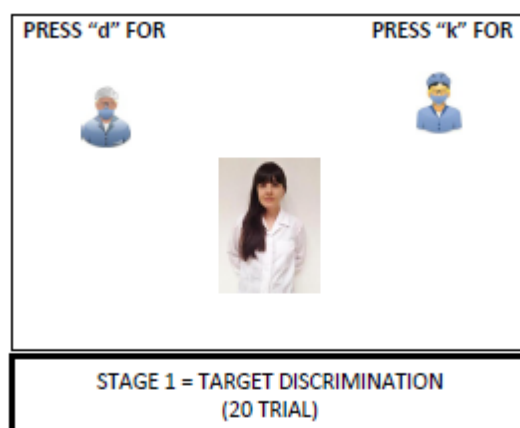 PRESS “d” FOR
PRESS “k” FOR
STAGE 1 = TARGET DISCRIMINATION
(20 TRIAL)